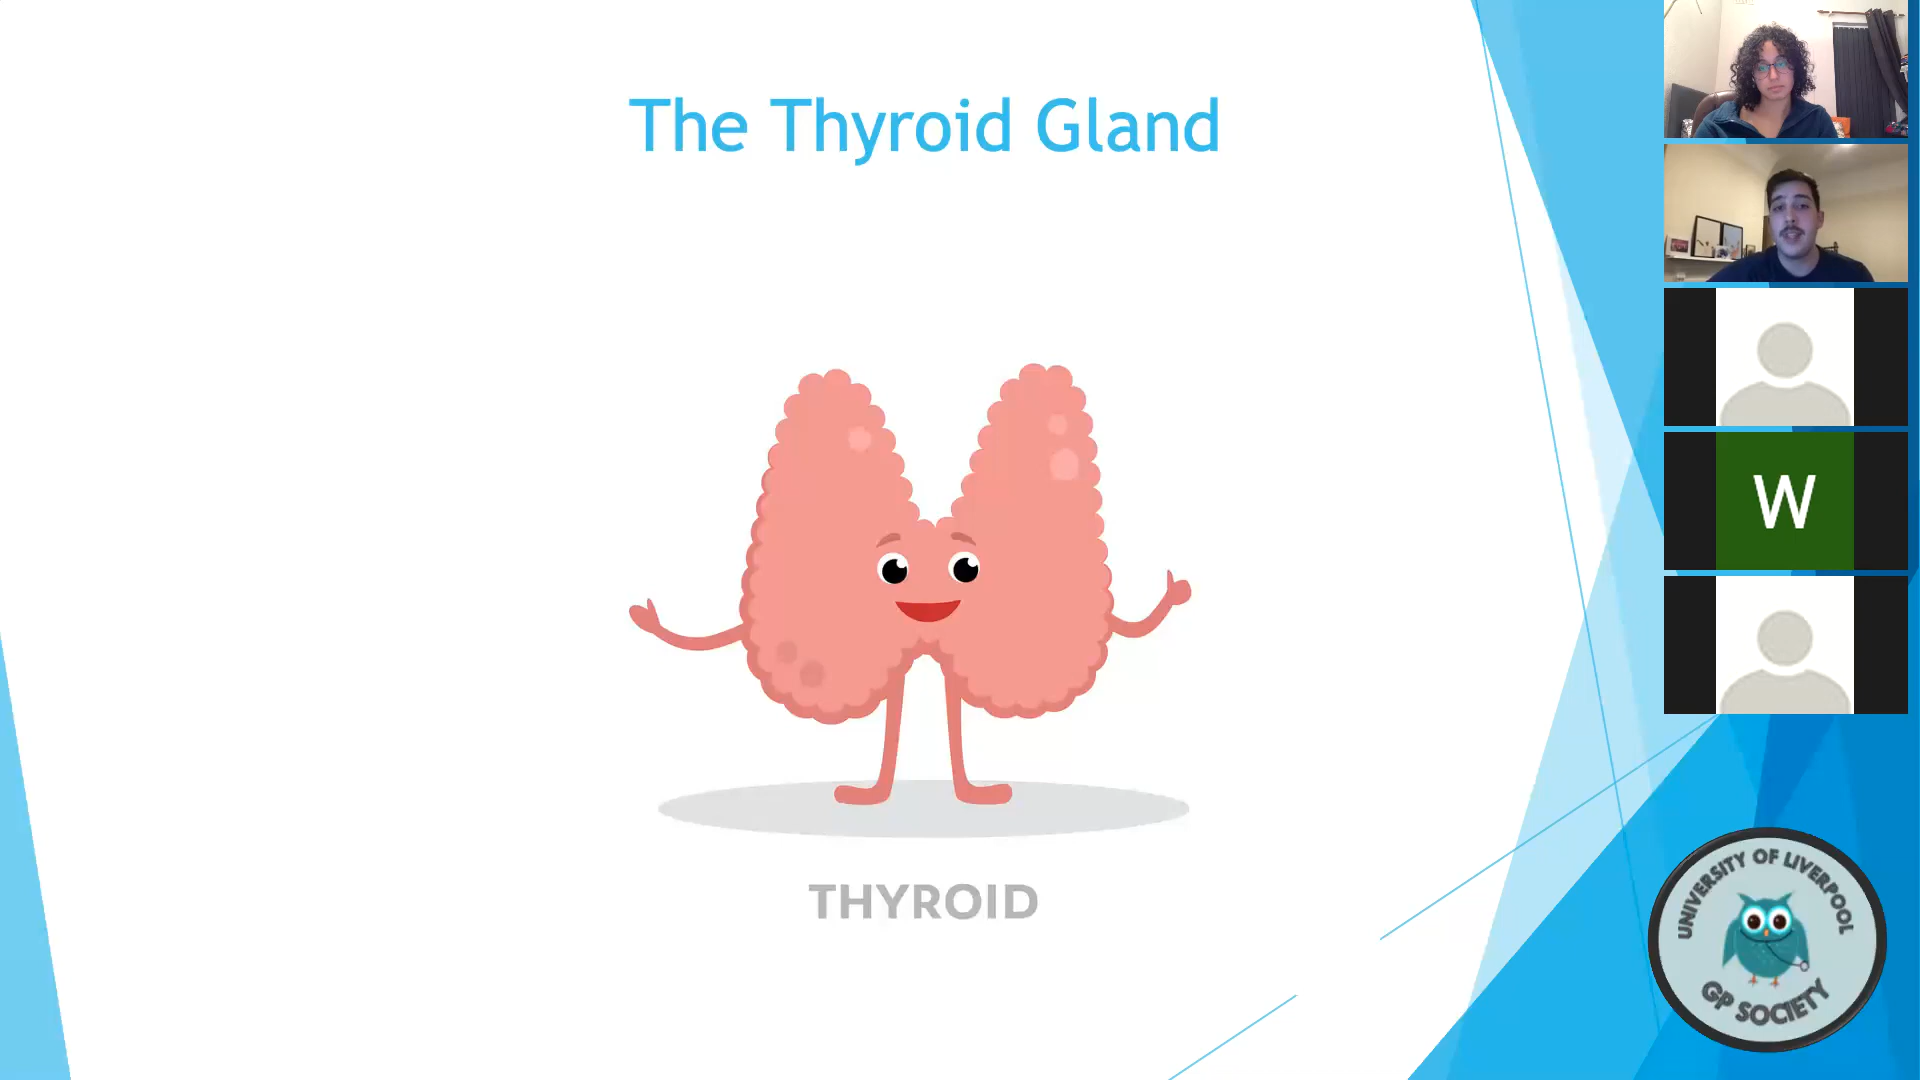 The Thyroid Gland
THYROID
W
UNIVERSITY OF LIVERPOOL
GP SOCIETY